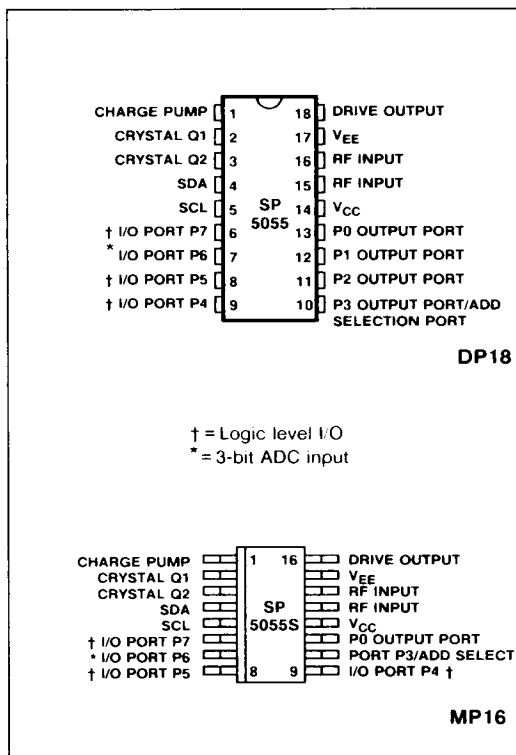 CHARGE PUMP 1 18 DRIVE OUTPUT
CRYSTAL Q1 2 17 VEE
CRYSTAL Q2 3 16 RF INPUT
SDA 4 15 RF INPUT
SCL 5 SP 5055 14 VCC
† I/O PORT P7 6 13 P0 OUTPUT PORT
* I/O PORT P6 7 12 P1 OUTPUT PORT
† I/O PORT P5 8 11 P2 OUTPUT PORT
† I/O PORT P4 9 10 P3 OUTPUT PORT/ADD
SELECTION PORT
DP18
† = Logic level I/O
* = 3-bit ADC input
CHARGE PUMP 1 16 DRIVE OUTPUT
CRYSTAL Q1 VEE
CRYSTAL Q2 RF INPUT
SDA SP RF INPUT
SCL 5055S VCC
† I/O PORT P7 P0 OUTPUT PORT
* I/O PORT P6 PORT P3/ADD SELECT
† I/O PORT P5 8 9 I/O PORT P4 †
MP16